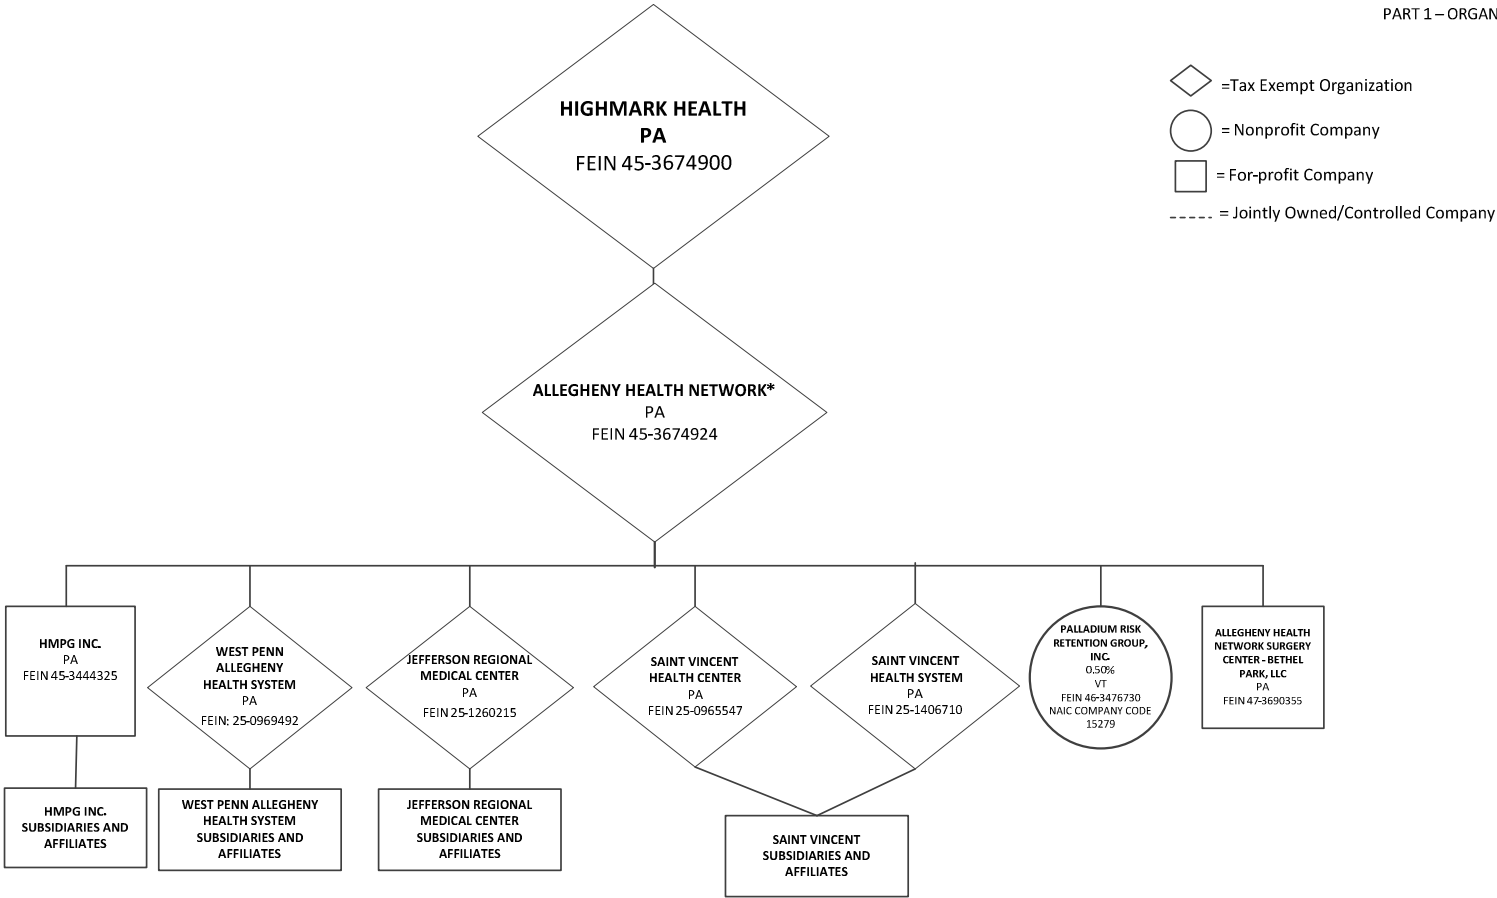 PART 1 – ORGAN
=Tax Exempt Organization
= Nonprofit Company
= For-profit Company
= Jointly Owned/Controlled Company
HIGHMARK HEALTH
PA
FEIN 45-3674900
ALLEGHENY HEALTH NETWORK*
PA
FEIN 45-3674924
HMPG INC.
PA
FEIN 45-3444325
WEST PENN
ALLEGHENY
HEALTH SYSTEM
PA
FEIN: 25-0969492
JEFFERSON REGIONAL
MEDICAL CENTER
PA
FEIN 25-1260215
SAINT VINCENT
HEALTH CENTER
PA
FEIN 25-0965547
SAINT VINCENT
HEALTH SYSTEM
PA
FEIN 25-1406710
PALLADIUM RISK
RETENTION GROUP,
INC.
0.50%
VT
FEIN 46-3476730
NAIC COMPANY CODE
15279
ALLEGHENY HEALTH
NETWORK SURGERY
CENTER - BETHEL
PARK, LLC
PA
FEIN 47-3690355
HMPG INC.
SUBSIDIARIES AND
AFFILIATES
WEST PENN ALLEGHENY
HEALTH SYSTEM
SUBSIDIARIES AND
AFFILIATES
JEFFERSON REGIONAL
MEDICAL CENTER
SUBSIDIARIES AND
AFFILIATES
SAINT VINCENT
SUBSIDIARIES AND
AFFILIATES